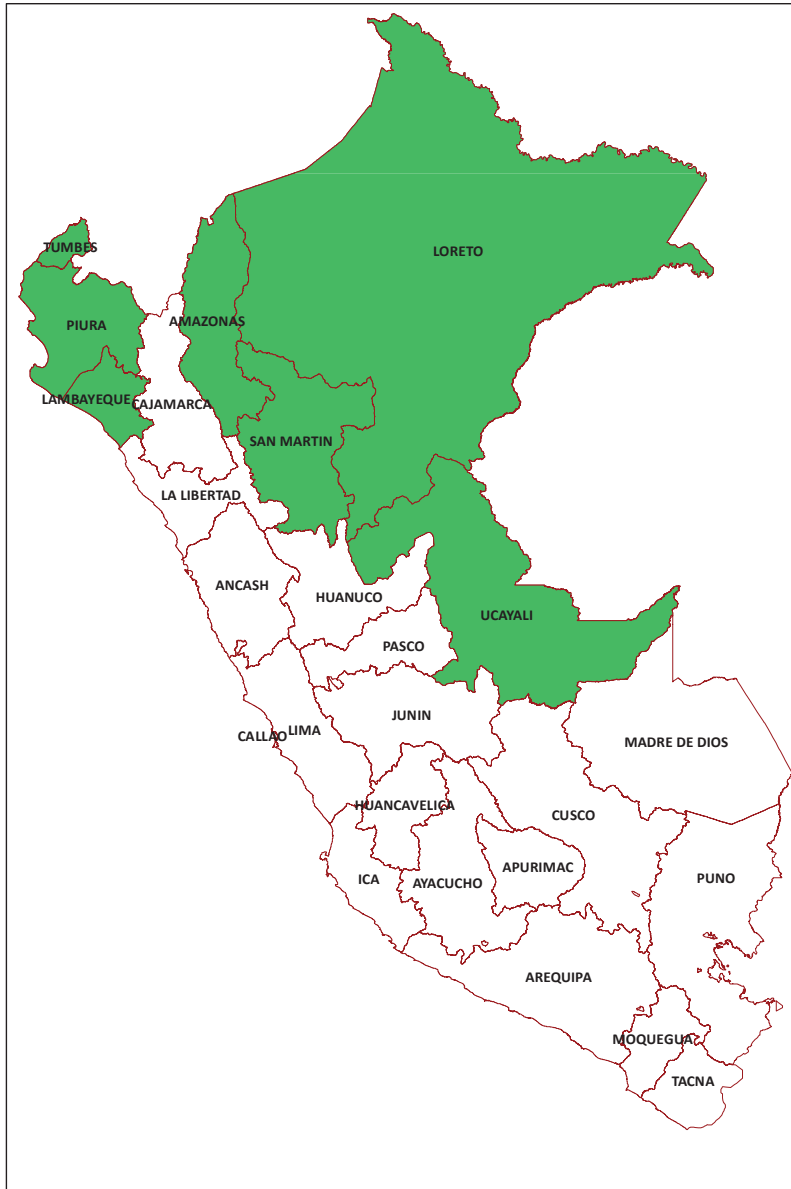 TUMBES
LORETO
PIURA
AMAZONAS
LAMBAYEQUE
CAJAMARCA
SAN MARTIN
LA LIBERTAD
ANCASH
HUANUCO
UCAYALI
PASCO
JUNIN
CALLAO
LIMA
MADRE DE DIOS
HUANCAVELICA
CUSCO
APURIMAC
ICA
AYACUCHO
PUNO
AREQUIPA
MOQUEGUA
TACNA